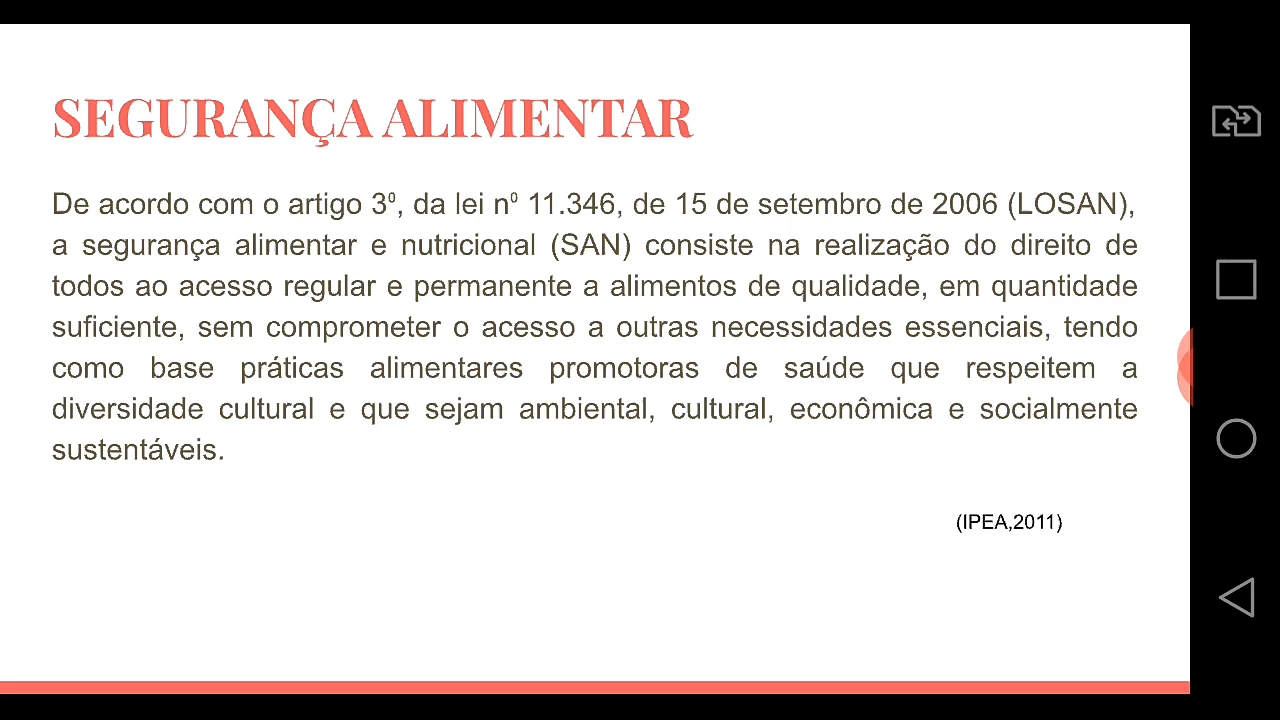 SEGURANÇA ALIMENTAR
De acordo com o artigo 3⁰, da lei n⁰ 11.346, de 15 de setembro de 2006 (LOSAN),
a segurança alimentar e nutricional (SAN) consiste na realização do direito de
todos ao acesso regular e permanente a alimentos de qualidade, em quantidade
suficiente, sem comprometer o acesso a outras necessidades essenciais, tendo
como base práticas alimentares promotoras de saúde que respeitem a
diversidade cultural e que sejam ambiental, cultural, econômica e socialmente
sustentáveis.
(IPEA,2011)